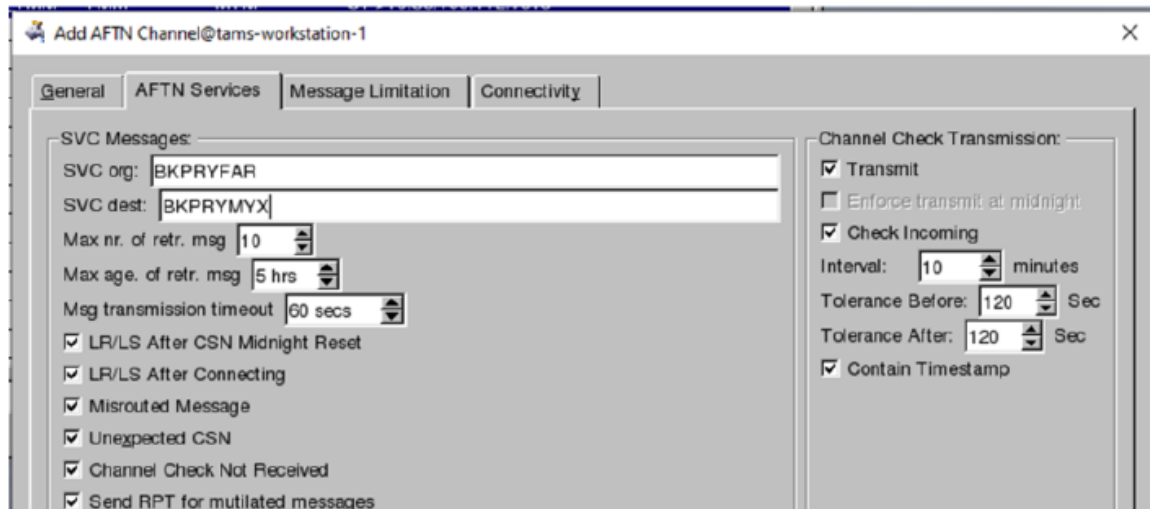 Add AFTN Channel@tams-workstation-1
General AFTN Services Message Limitation Connectivity
SVC Messages:
SVC org: BKPRYFAR
SVC dest: BKPRYMYX
Max nr. of retr. msg 10
Max age. of retr. msg 5 hrs
Msg transmission timeout 60 secs
LR/LS After CSN Midnight Reset
LR/LS After Connecting
Misrouted Message
Unexpected CSN
Channel Check Not Received
Send RPT for mutilated messages
Channel Check Transmission:
Transmit
Enforce transmit at midnight
Check Incoming
Interval: 10 minutes
Tolerance Before: 120 Sec
Tolerance After: 120 Sec
Contain Timestamp